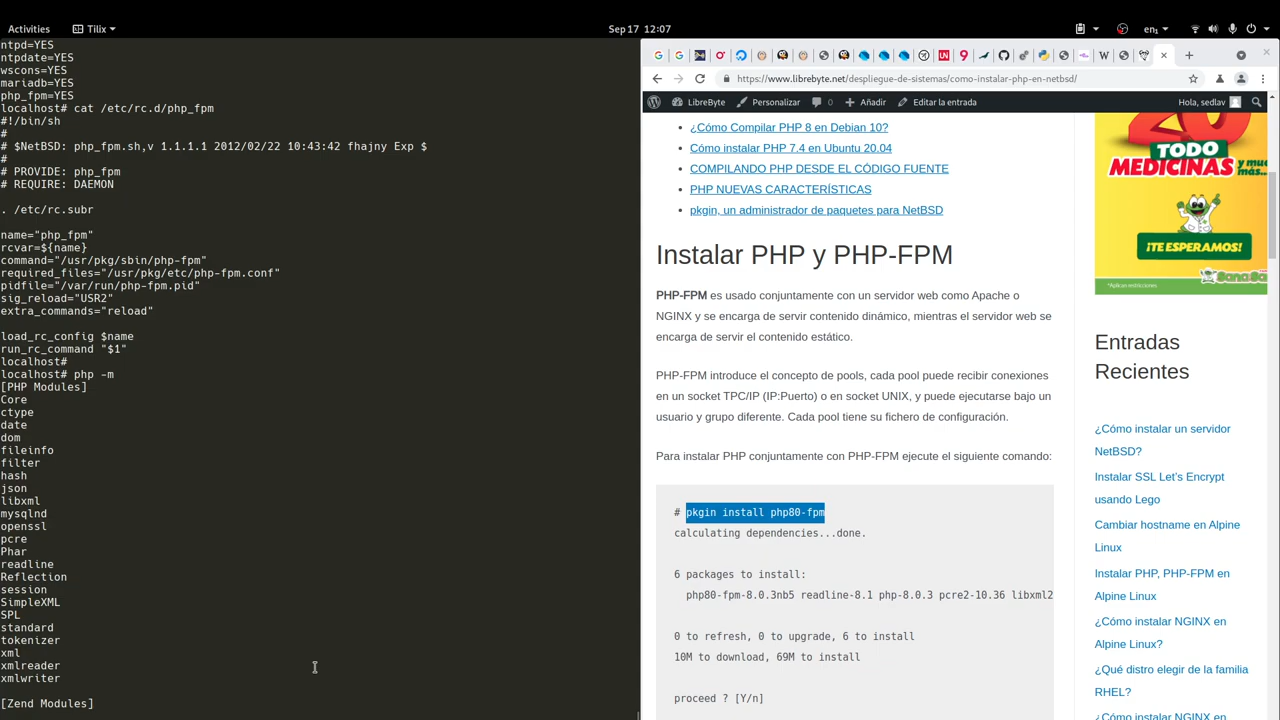 Activities
Tilix
Sep 17 12:07
en₁
ntpd=YES
ntpdate=YES
wscons=YES
mariadb=YES
php_fpm=YES
localhost# cat /etc/rc.d/php_fpm
#!/bin/sh
#
# $NetBSD: php_fpm.sh,v 1.1.1.1 2012/02/22 10:43:42 fhajny Exp $
#
# PROVIDE: php_fpm
# REQUIRE: DAEMON
. /etc/rc.subr
name="php_fpm"
rcvar=${name}
command="/usr/pkg/sbin/php-fpm"
required_files="/usr/pkg/etc/php-fpm.conf"
pidfile="/var/run/php-fpm.pid"
sig_reload="USR2"
extra_commands="reload"
load_rc_config $name
run_rc_command "$1"
localhost#
localhost# php -m
[PHP Modules]
Core
ctype
date
dom
fileinfo
filter
hash
json
libxml
mysqlnd
openssl
pcre
Phar
readline
Reflection
session
SimpleXML
SPL
standard
tokenizer
xml
xmlreader
xmlwriter
[Zend Modules]
https://www.librebyte.net/despliegue-de-sistemas/como-instalar-php-en-netbsd/
LibreByte
Personalizar
0
Añadir
Editar la entrada
Hola, sedlav
¿Cómo Compilar PHP 8 en Debian 10?
Cómo instalar PHP 7.4 en Ubuntu 20.04
COMPILANDO PHP DESDE EL CÓDIGO FUENTE
PHP NUEVAS CARACTERÍSTICAS
pkgin, un administrador de paquetes para NetBSD
Instalar PHP y PHP-FPM
PHP-FPM es usado conjuntamente con un servidor web como Apache o
NGINX y se encarga de servir contenido dinámico, mientras el servidor web se
encarga de servir el contenido estático.
PHP-FPM introduce el concepto de pools, cada pool puede recibir conexiones
en un socket TPC/IP (IP:Puerto) o en socket UNIX, y puede ejecutarse bajo un
usuario y grupo diferente. Cada pool tiene su fichero de configuración.
Para instalar PHP conjuntamente con PHP-FPM ejecute el siguiente comando:
# pkgin install php80-fpm
calculating dependencies...done.
6 packages to install:
php80-fpm-8.0.3nb5 readline-8.1 php-8.0.3 pcre2-10.36 libxml2
0 to refresh, 0 to upgrade, 6 to install
10M to download, 69M to install
proceed ? [Y/n]
20
TODO
MEDICINAS y mu
más...
¡TE ESPERAMOS!
SanaSa
*Aplican restricciones.
Entradas
Recientes
¿Cómo instalar un servidor
NetBSD?
Instalar SSL Let's Encrypt
usando Lego
Cambiar hostname en Alpine
Linux
Instalar PHP, PHP-FPM en
Alpine Linux
¿Cómo instalar NGINX en
Alpine Linux?
¿Qué distro elegir de la familia
RHEL?
¿Cómo instalar NGINX en